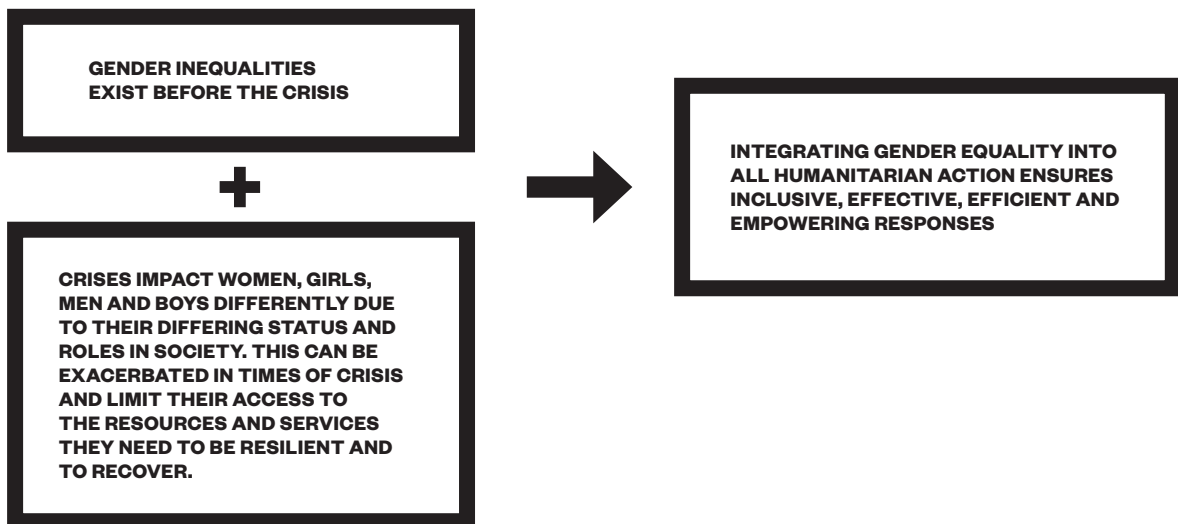 GENDER INEQUALITIES
EXIST BEFORE THE CRISIS
+
CRISES IMPACT WOMEN, GIRLS,
MEN AND BOYS DIFFERENTLY DUE
TO THEIR DIFFERING STATUS AND
ROLES IN SOCIETY. THIS CAN BE
EXACERBATED IN TIMES OF CRISIS
AND LIMIT THEIR ACCESS TO
THE RESOURCES AND SERVICES
THEY NEED TO BE RESILIENT AND
TO RECOVER.
INTEGRATING GENDER EQUALITY INTO
ALL HUMANITARIAN ACTION ENSURES
INCLUSIVE, EFFECTIVE, EFFICIENT AND
EMPOWERING RESPONSES